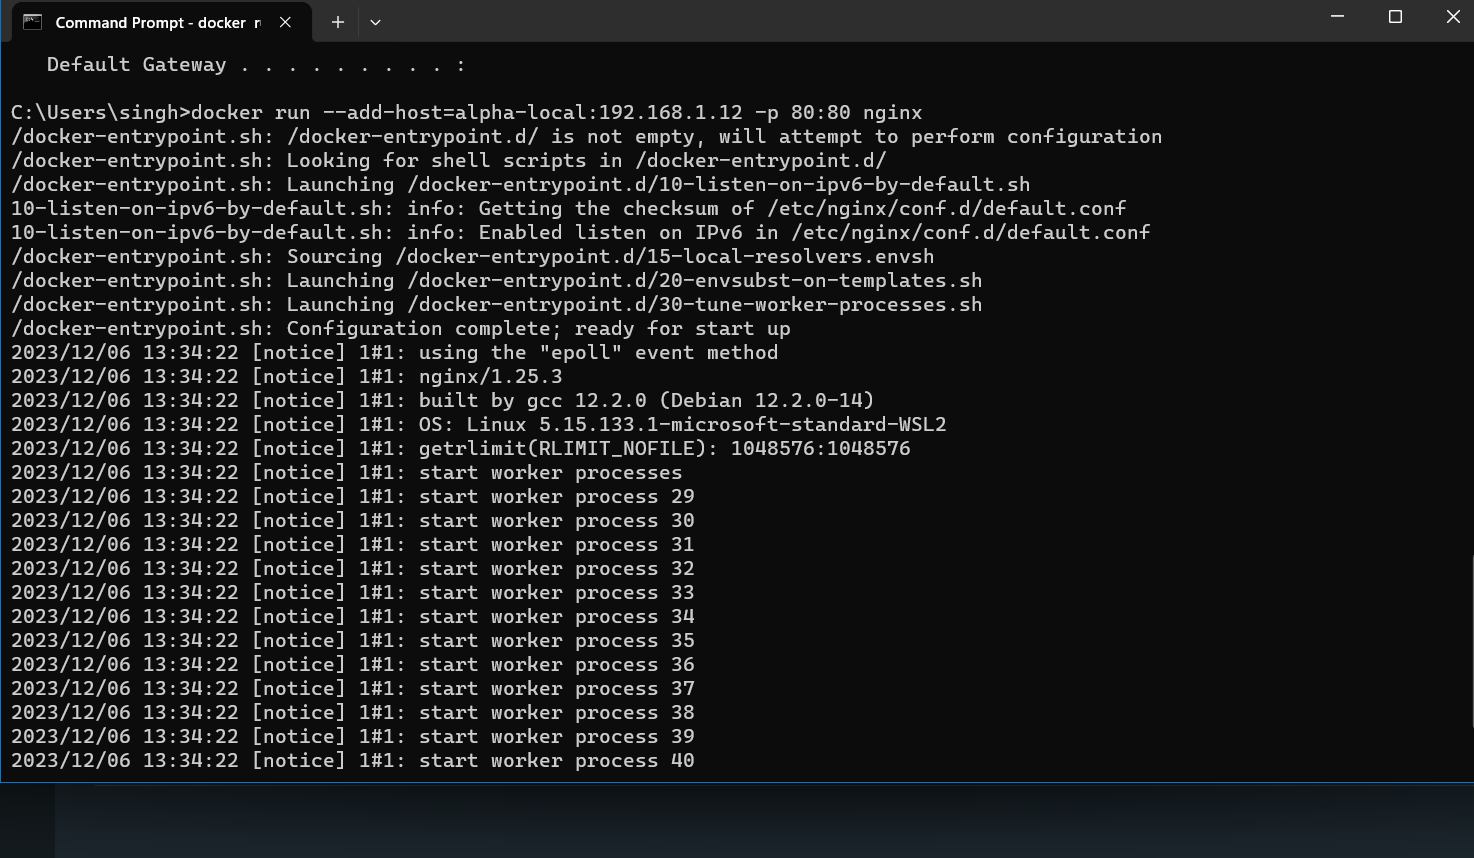 Command Prompt - docker r
Default Gateway . . . . . . . . . :
C:\Users\singh>docker run --add-host=alpha-local:192.168.1.12 -p 80:80 nginx
/docker-entrypoint.sh: /docker-entrypoint.d/ is not empty, will attempt to perform configuration
/docker-entrypoint.sh: Looking for shell scripts in /docker-entrypoint.d/
/docker-entrypoint.sh: Launching /docker-entrypoint.d/10-listen-on-ipv6-by-default.sh
10-listen-on-ipv6-by-default.sh: info: Getting the checksum of /etc/nginx/conf.d/default.conf
10-listen-on-ipv6-by-default.sh: info: Enabled listen on IPv6 in /etc/nginx/conf.d/default.conf
/docker-entrypoint.sh: Sourcing /docker-entrypoint.d/15-local-resolvers.envsh
/docker-entrypoint.sh: Launching /docker-entrypoint.d/20-envsubst-on-templates.sh
/docker-entrypoint.sh: Launching /docker-entrypoint.d/30-tune-worker-processes.sh
/docker-entrypoint.sh: Configuration complete; ready for start up
2023/12/06 13:34:22 [notice] 1#1: using the "epoll" event method
2023/12/06 13:34:22 [notice] 1#1: nginx/1.25.3
2023/12/06 13:34:22 [notice] 1#1: built by gcc 12.2.0 (Debian 12.2.0-14)
2023/12/06 13:34:22 [notice] 1#1: OS: Linux 5.15.133.1-microsoft-standard-WSL2
2023/12/06 13:34:22 [notice] 1#1: getrlimit(RLIMIT_NOFILE): 1048576:1048576
2023/12/06 13:34:22 [notice] 1#1: start worker processes
2023/12/06 13:34:22 [notice] 1#1: start worker process 29
2023/12/06 13:34:22 [notice] 1#1: start worker process 30
2023/12/06 13:34:22 [notice] 1#1: start worker process 31
2023/12/06 13:34:22 [notice] 1#1: start worker process 32
2023/12/06 13:34:22 [notice] 1#1: start worker process 33
2023/12/06 13:34:22 [notice] 1#1: start worker process 34
2023/12/06 13:34:22 [notice] 1#1: start worker process 35
2023/12/06 13:34:22 [notice] 1#1: start worker process 36
2023/12/06 13:34:22 [notice] 1#1: start worker process 37
2023/12/06 13:34:22 [notice] 1#1: start worker process 38
2023/12/06 13:34:22 [notice] 1#1: start worker process 39
2023/12/06 13:34:22 [notice] 1#1: start worker process 40